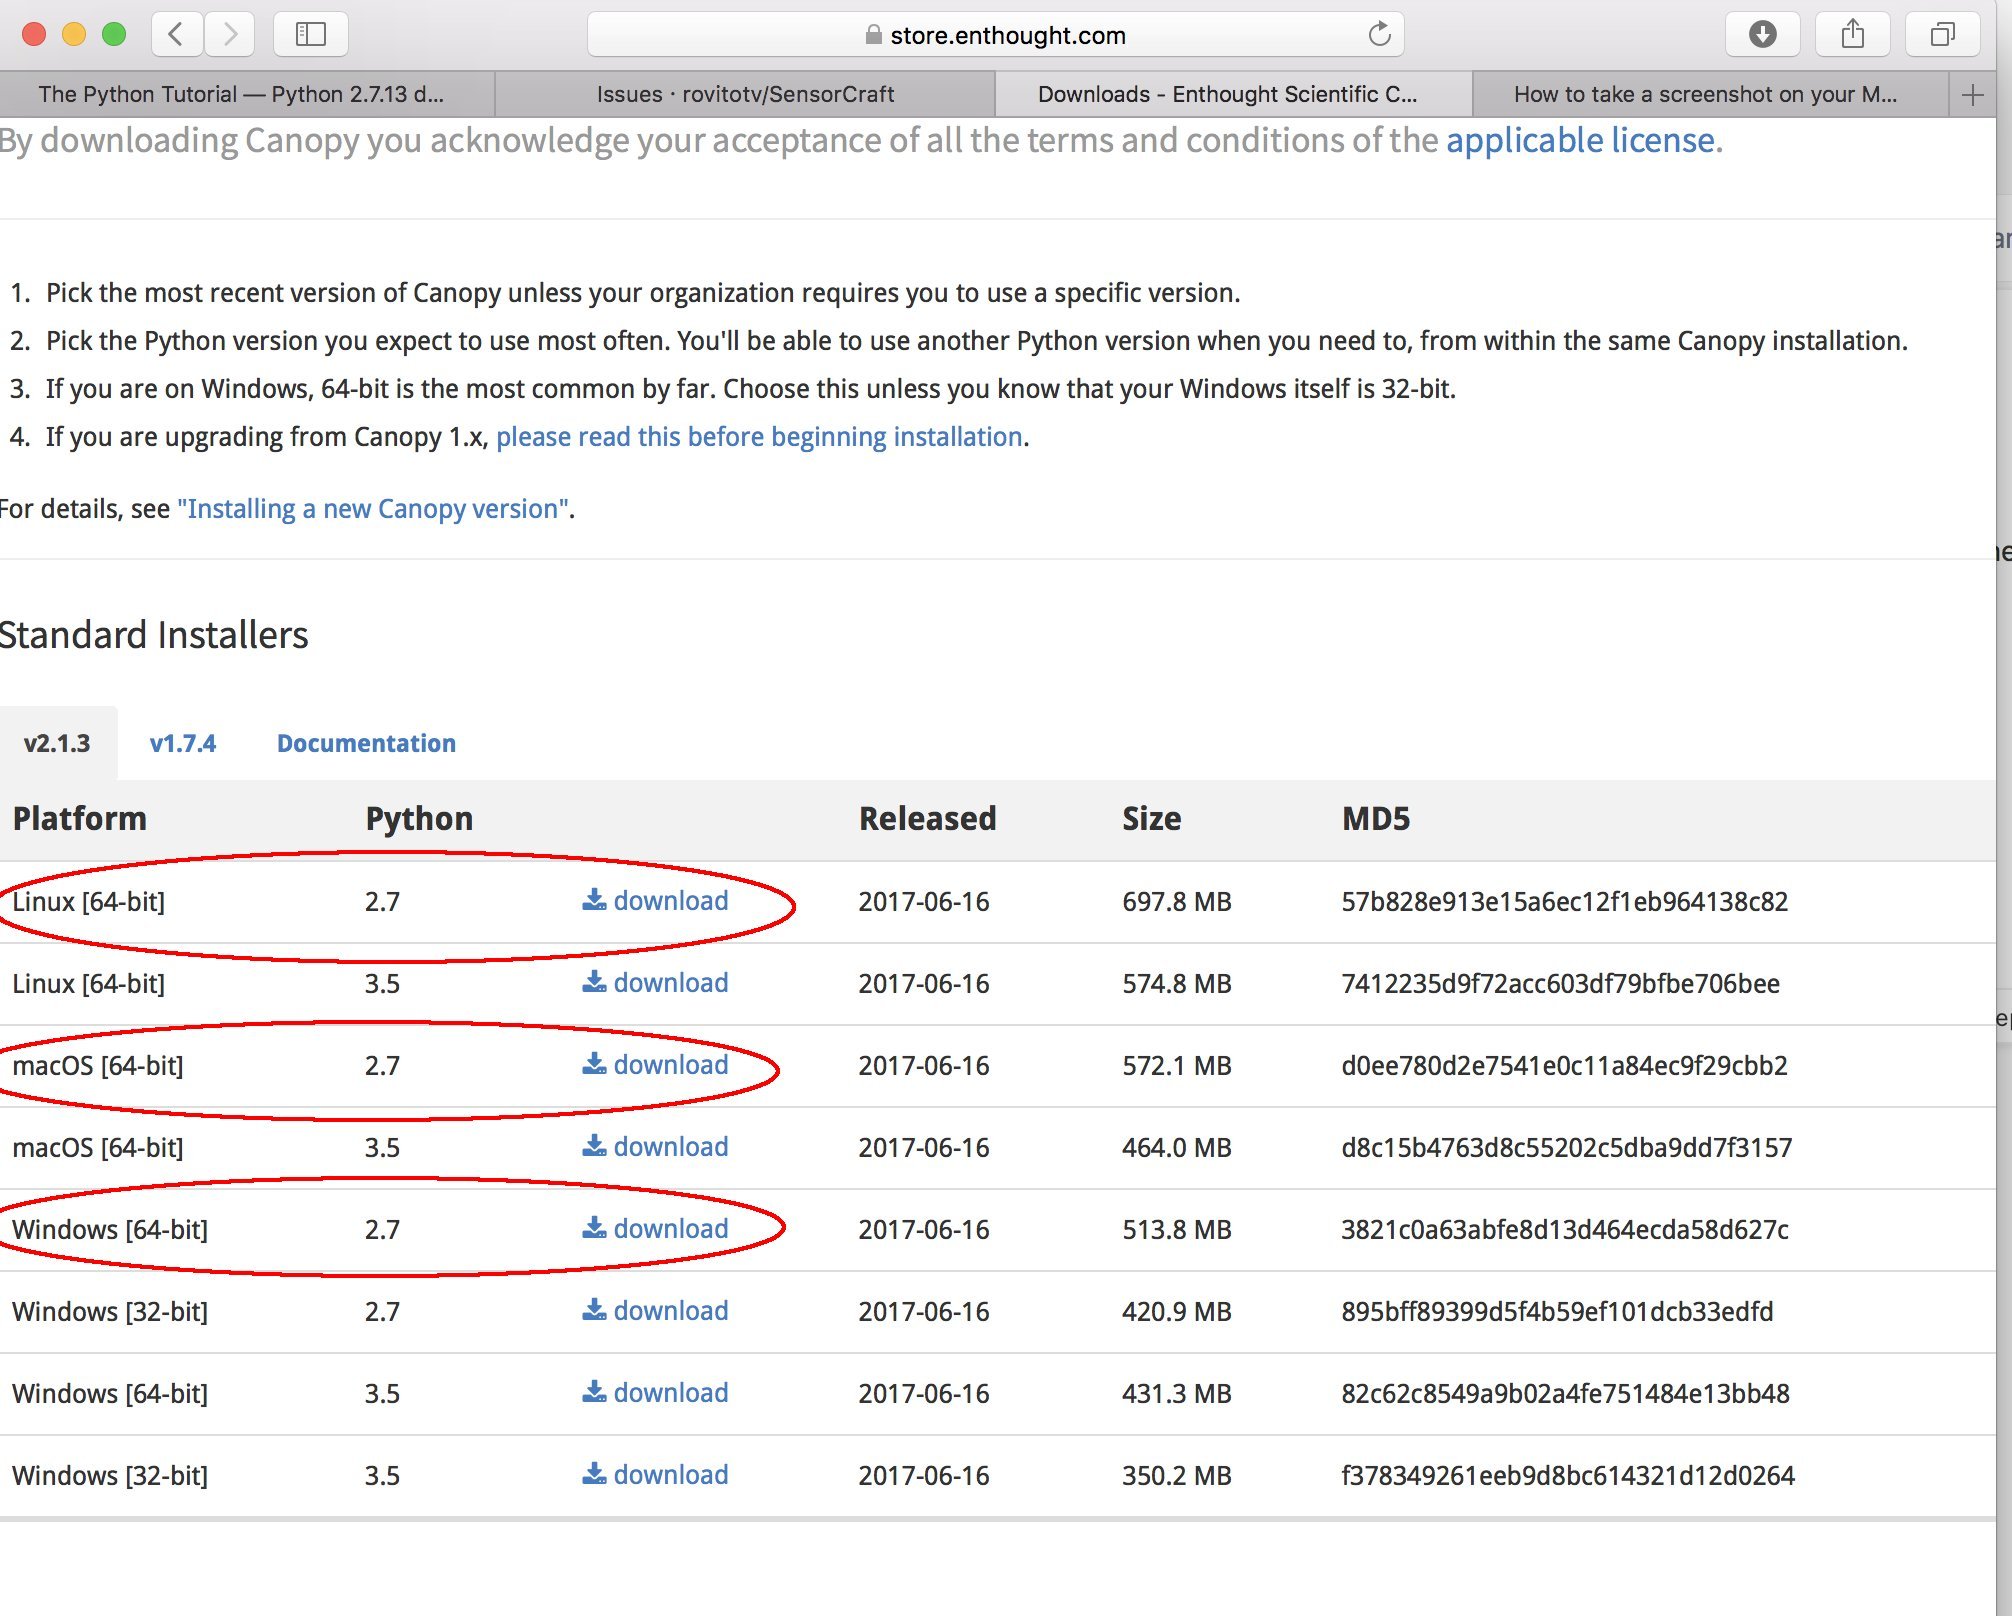 store.enthought.com
The Python Tutorial — Python 2.7.13 d...
Issues · rovitotv/SensorCraft
Downloads - Enthought Scientific C...
How to take a screenshot on your M...
By downloading Canopy you acknowledge your acceptance of all the terms and conditions of the applicable license.
1. Pick the most recent version of Canopy unless your organization requires you to use a specific version.
2. Pick the Python version you expect to use most often. You'll be able to use another Python version when you need to, from within the same Canopy installation.
3. If you are on Windows, 64-bit is the most common by far. Choose this unless you know that your Windows itself is 32-bit.
4. If you are upgrading from Canopy 1.x, please read this before beginning installation.
For details, see "Installing a new Canopy version".
Standard Installers
v2.1.3 v1.7.4 Documentation
Platform Python Released Size MD5
Linux [64-bit] 2.7 download 2017-06-16 697.8 MB 57b828e913e15a6ec12f1eb964138c82
Linux [64-bit] 3.5 download 2017-06-16 574.8 MB 7412235d9f72acc603df79bfbe706bee
macOS [64-bit] 2.7 download 2017-06-16 572.1 MB d0ee780d2e7541e0c11a84ec9f29cbb2
macOS [64-bit] 3.5 download 2017-06-16 464.0 MB d8c15b4763d8c55202c5dba9dd7f3157
Windows [64-bit] 2.7 download 2017-06-16 513.8 MB 3821c0a63abfe8d13d464ecda58d627c
Windows [32-bit] 2.7 download 2017-06-16 420.9 MB 895bff89399d5f4b59ef101dcb33edfd
Windows [64-bit] 3.5 download 2017-06-16 431.3 MB 82c62c8549a9b02a4fe751484e13bb48
Windows [32-bit] 3.5 download 2017-06-16 350.2 MB f378349261eeb9d8bc614321d12d0264